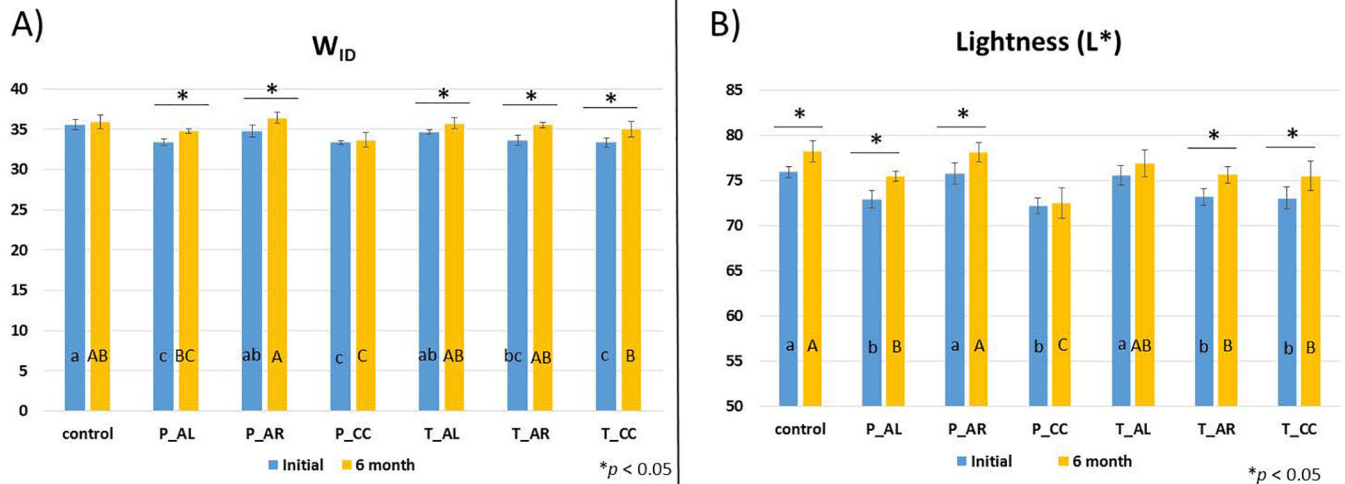 A)
W_ID
40
35
30
25
20
15
10
5
0
* * * * *
a AB c BC ab A c C ab AB bc AB c B
control P_AL P_AR P_CC T_AL T_AR T_CC
Initial 6 month
*p < 0.05
B)
Lightness (L*)
85
80
75
70
65
60
55
50
* * * * *
a A b B a A b C a AB b B b B
control P_AL P_AR P_CC T_AL T_AR T_CC
Initial 6 month
*p < 0.05